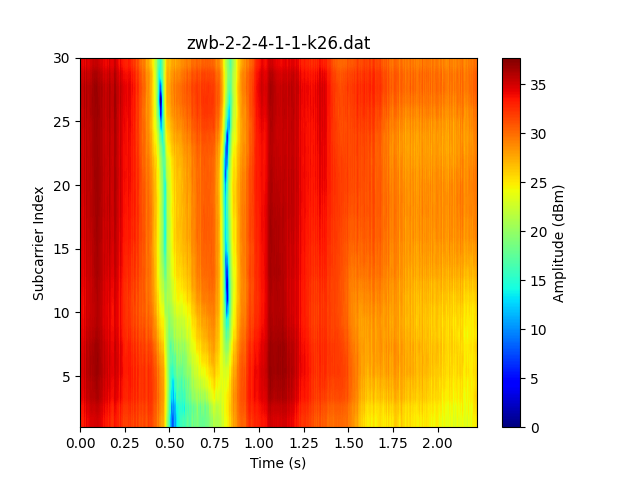 zwb-2-2-4-1-1-k26.dat
Subcarrier Index
30
25
20
15
10
5
0.00 0.25 0.50 0.75 1.00 1.25 1.50 1.75 2.00
Time (s)
35
30
25
20
15
10
5
0
Amplitude (dBm)